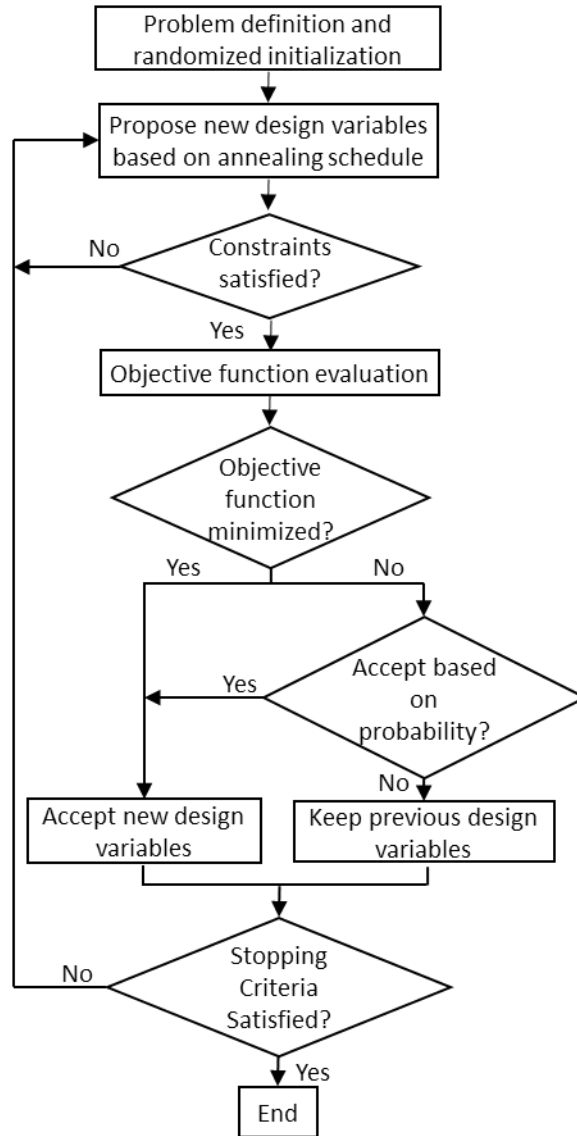 Problem definition and
randomized initialization
Propose new design variables
based on annealing schedule
No
Constraints
satisfied?
Yes
Objective function evaluation
Objective
function
minimized?
Yes
No
Yes
Accept based
on
probability?
No
Accept new design
variables
Keep previous design
variables
No
Stopping
Criteria
Satisfied?
Yes
End